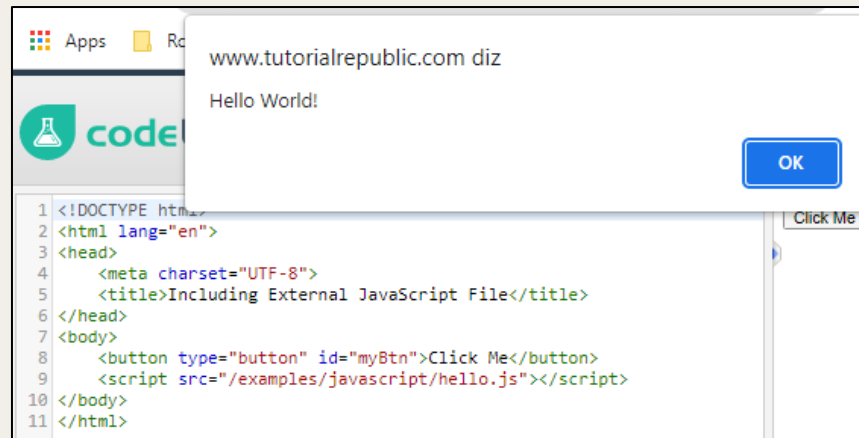 Apps Ro
www.tutorialrepublic.com diz
Hello World!
OK
code
Click Me
1 <!DOCTYPE html>
2 <html lang="en">
3 <head>
4     <meta charset="UTF-8">
5     <title>Including External JavaScript File</title>
6 </head>
7 <body>
8     <button type="button" id="myBtn">Click Me</button>
9     <script src="/examples/javascript/hello.js"></script>
10 </body>
11 </html>